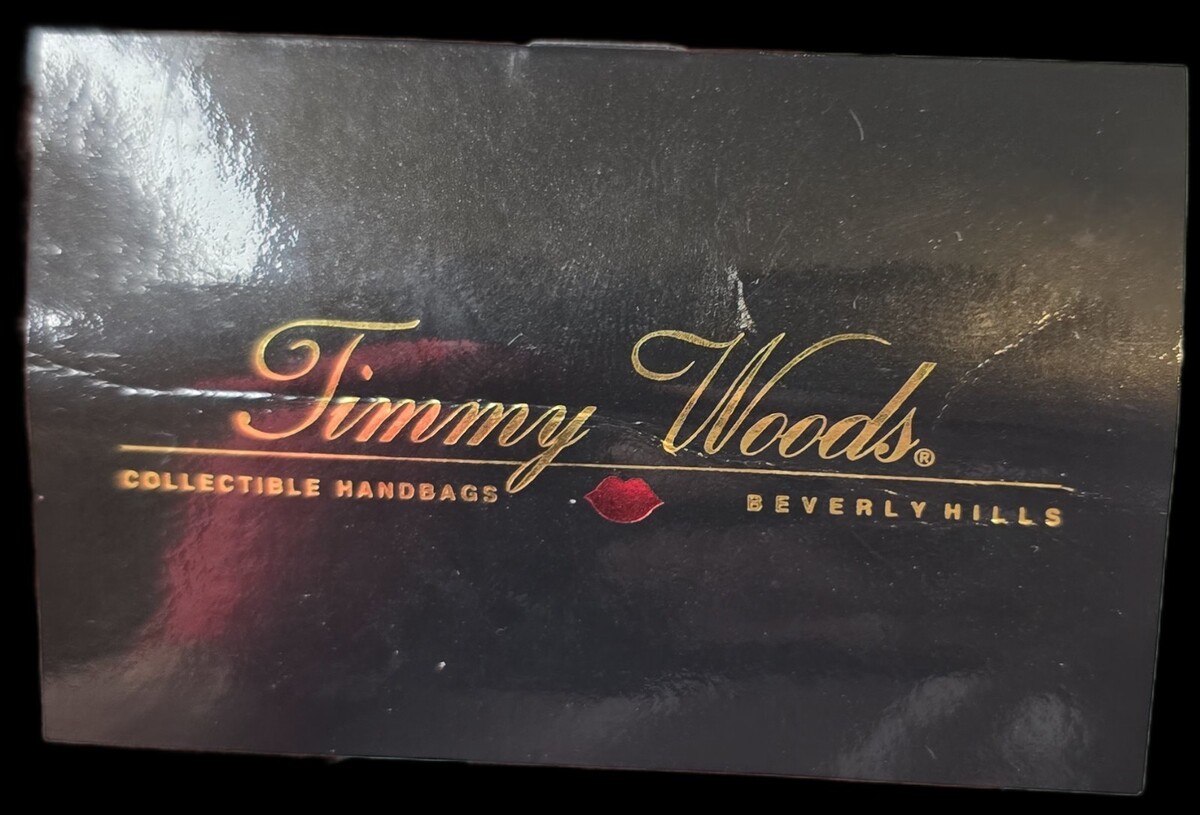 Timmy Woods®
COLLECTIBLE HANDBAGS BEVERLY HILLS